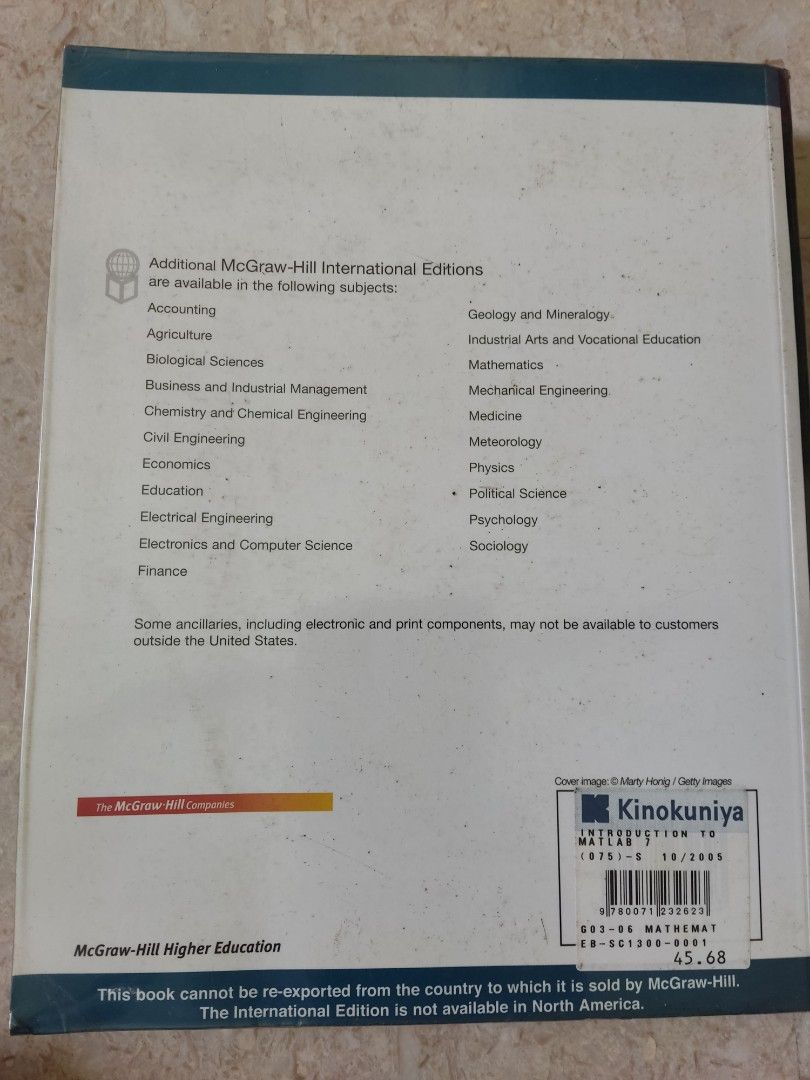 Additional McGraw-Hill International Editions
are available in the following subjects:
Accounting
Agriculture
Biological Sciences
Business and Industrial Management
Chemistry and Chemical Engineering
Civil Engineering
Economics
Education
Electrical Engineering
Electronics and Computer Science
Finance
Geology and Mineralogy
Industrial Arts and Vocational Education
Mathematics
Mechanical Engineering
Medicine
Meteorology
Physics
Political Science
Psychology
Sociology
Some ancillaries, including electronic and print components, may not be available to customers
outside the United States.
The McGraw-Hill Companies
Cover image: © Marty Honig / Getty Images
Kinokuniya
INTRODUCTION TO
MATLAB 7
(075)-S 10/2005
9 780071 232623
G03-06 MATHEMAT
EB-SC1300-0001
45.68
McGraw-Hill Higher Education
This book cannot be re-exported from the country to which it is sold by McGraw-Hill.
The International Edition is not available in North America.